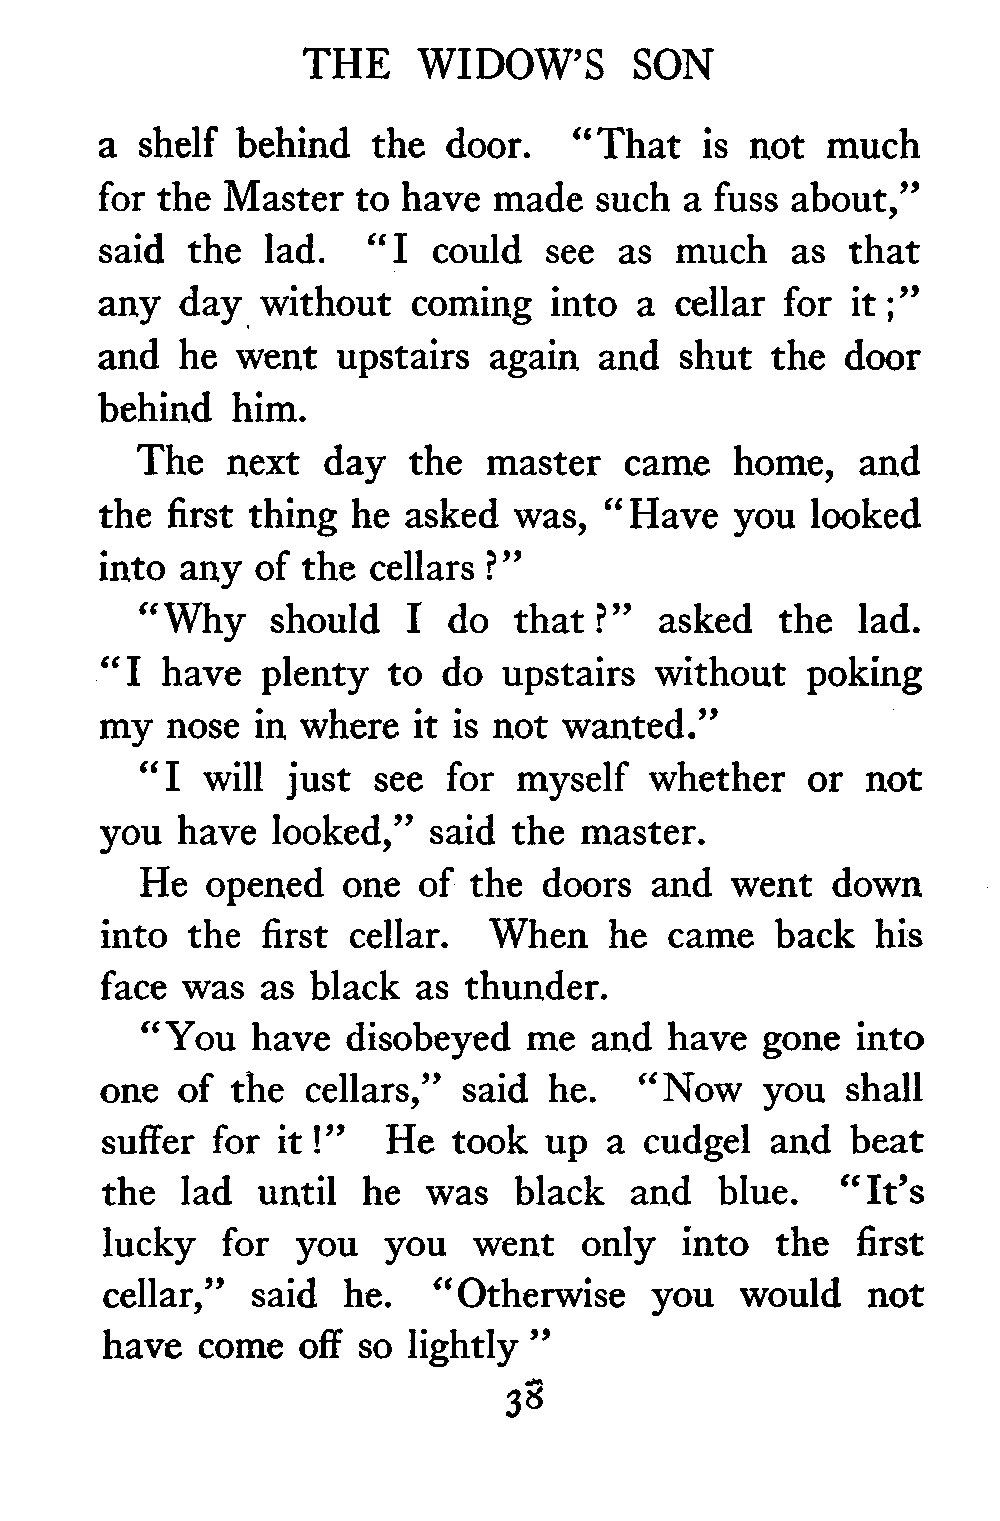 THE WIDOW'S SON
a shelf behind the door. "That is not much
for the Master to have made such a fuss about,"
said the lad. "I could see as much as that
any day without coming into a cellar for it;"
and he went upstairs again and shut the door
behind him.
The next day the master came home, and
the first thing he asked was, "Have you looked
into any of the cellars?"
"Why should I do that?" asked the lad.
"I have plenty to do upstairs without poking
my nose in where it is not wanted."
"I will just see for myself whether or not
you have looked," said the master.
He opened one of the doors and went down
into the first cellar. When he came back his
face was as black as thunder.
"You have disobeyed me and have gone into
one of the cellars," said he. "Now you shall
suffer for it!" He took up a cudgel and beat
the lad until he was black and blue. "It's
lucky for you you went only into the first
cellar," said he. "Otherwise you would not
have come off so lightly"
38